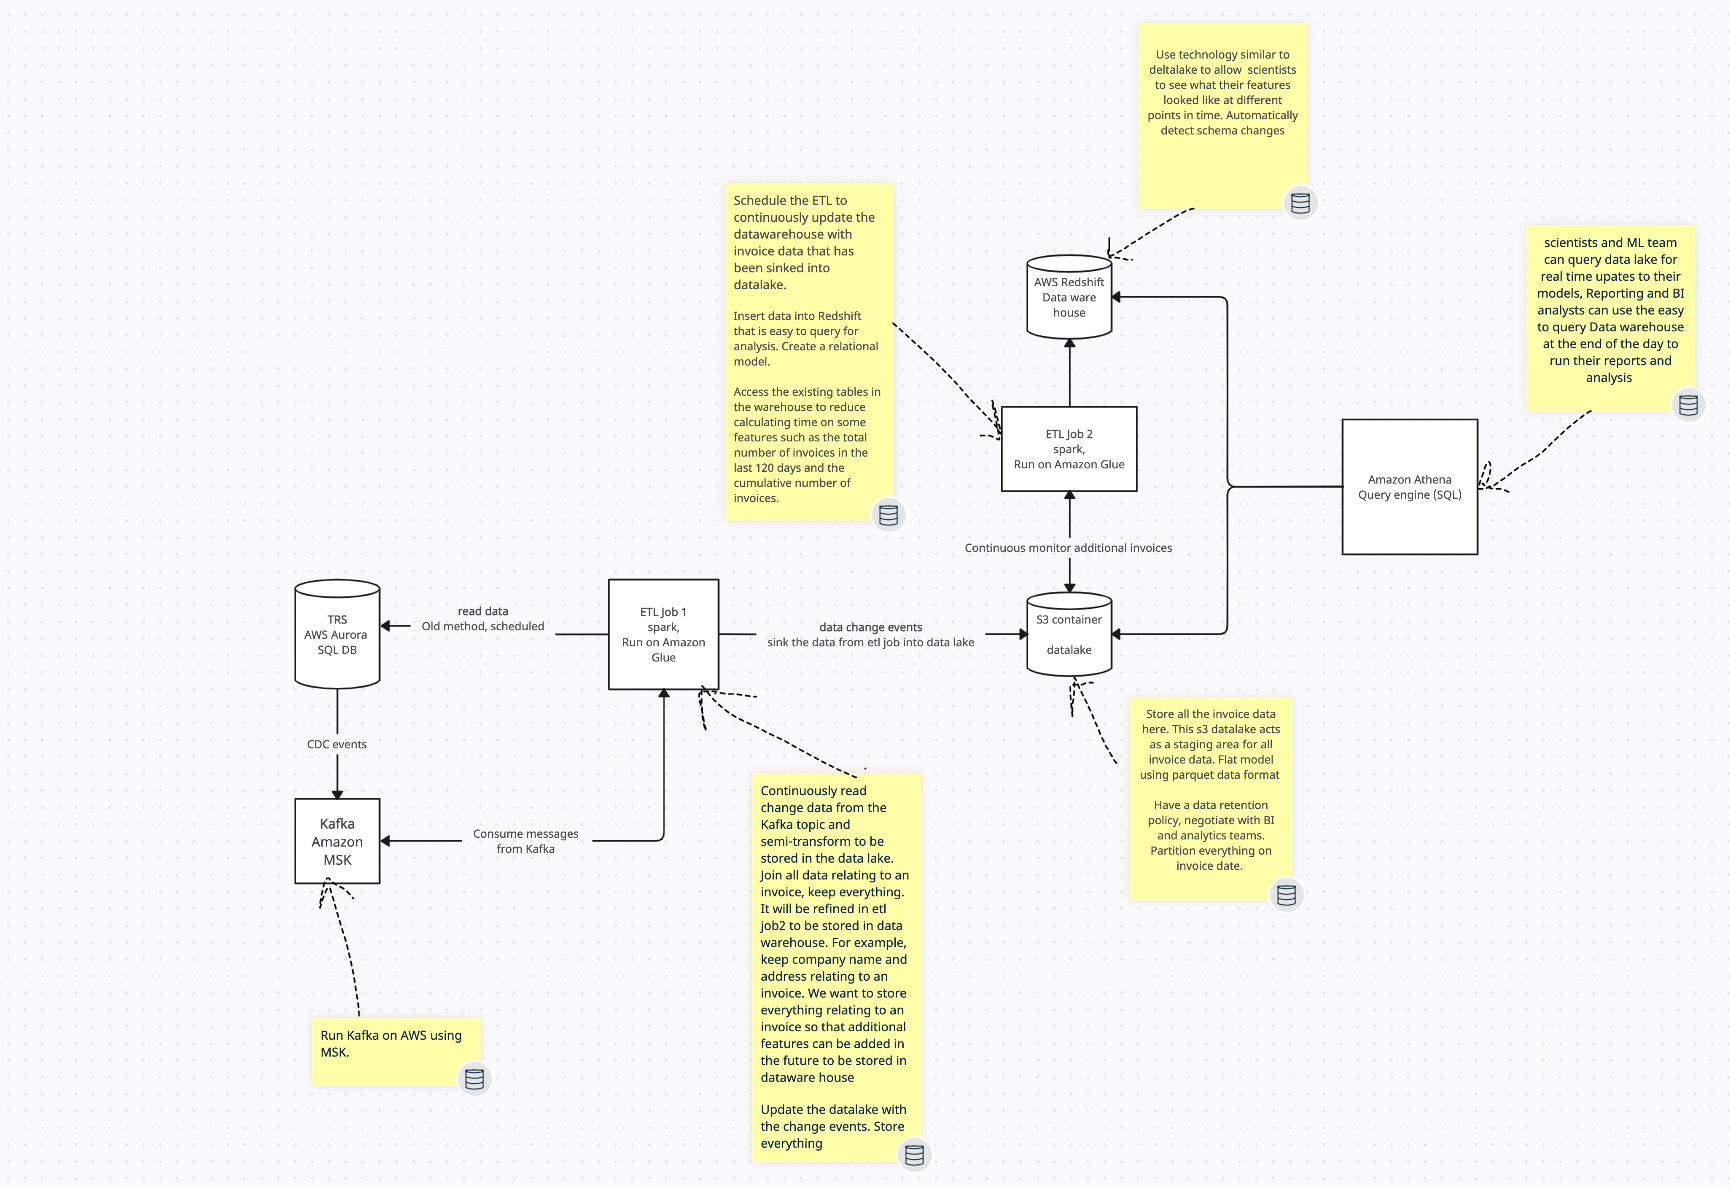 Use technology similar to
deltalake to allow  scientists
to see what their features
looked like at different
points in time. Automatically
detect schema changes
Schedule the ETL to
continuously update the
datawarehouse with
invoice data that has
been sinked into
datalake.
Insert data into Redshift
that is easy to query for
analysis. Create a relational
model.
Access the existing tables in
the warehouse to reduce
calculating time on some
features such as the total
number of invoices in the
last 120 days and the
cumulative number of
invoices.
scientists and ML team
can query data lake for
real time upates to their
models, Reporting and BI
analysts can use the easy
to query Data warehouse
at the end of the day to
run their reports and
analysis
AWS Redshift
Data ware
house
ETL Job 2
spark,
Run on Amazon Glue
Amazon Athena
Query engine (SQL)
Continuous monitor additional invoices
TRS
AWS Aurora
SQL DB
read data
Old method, scheduled
ETL Job 1
spark,
Run on Amazon
Glue
data change events
sink the data from etl job into data lake
S3 container
datalake
CDC events
Kafka
Amazon
MSK
Consume messages
from Kafka
Store all the invoice data
here. This s3 datalake acts
as a staging area for all
invoice data. Flat model
using parquet data format
Have a data retention
policy, negotiate with BI
and analytics teams.
Partition everything on
invoice date.
Continuously read
change data from the
Kafka topic and
semi-transform to be
stored in the data lake.
Join all data relating to an
invoice, keep everything.
It will be refined in etl
job2 to be stored in data
warehouse. For example,
keep company name and
address relating to an
invoice. We want to store
everything relating to an
invoice so that additional
features can be added in
the future to be stored in
dataware house
Update the datalake with
the change events. Store
everything
Run Kafka on AWS using
MSK.